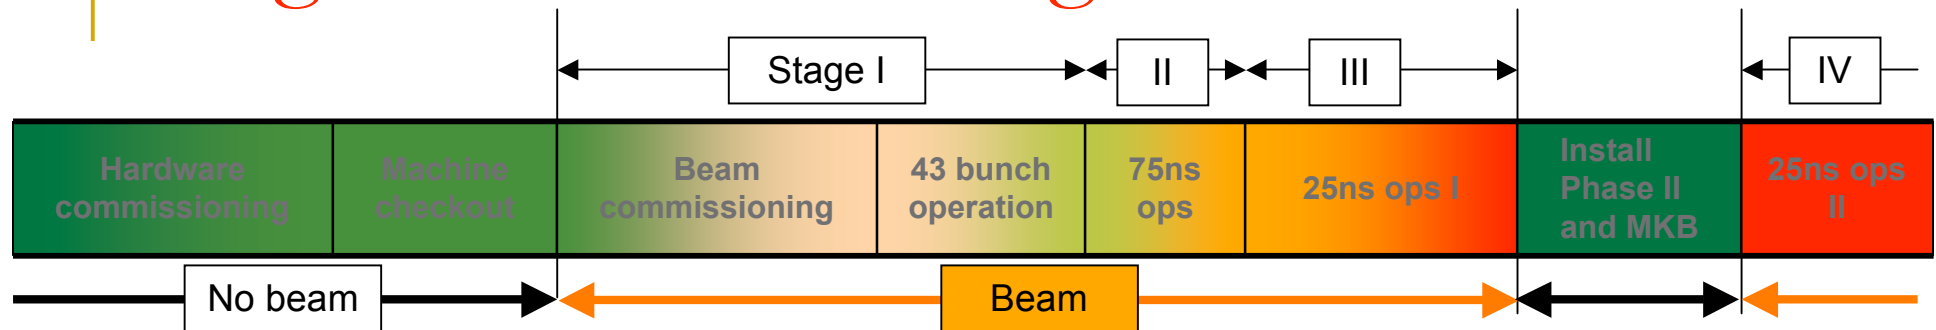 Stage I
II
III
IV
Hardware
commissioning
Machine
checkout
Beam
commissioning
43 bunch
operation
75ns
ops
25ns ops I
Install
Phase II
and MKB
25ns ops
II
No beam
Beam